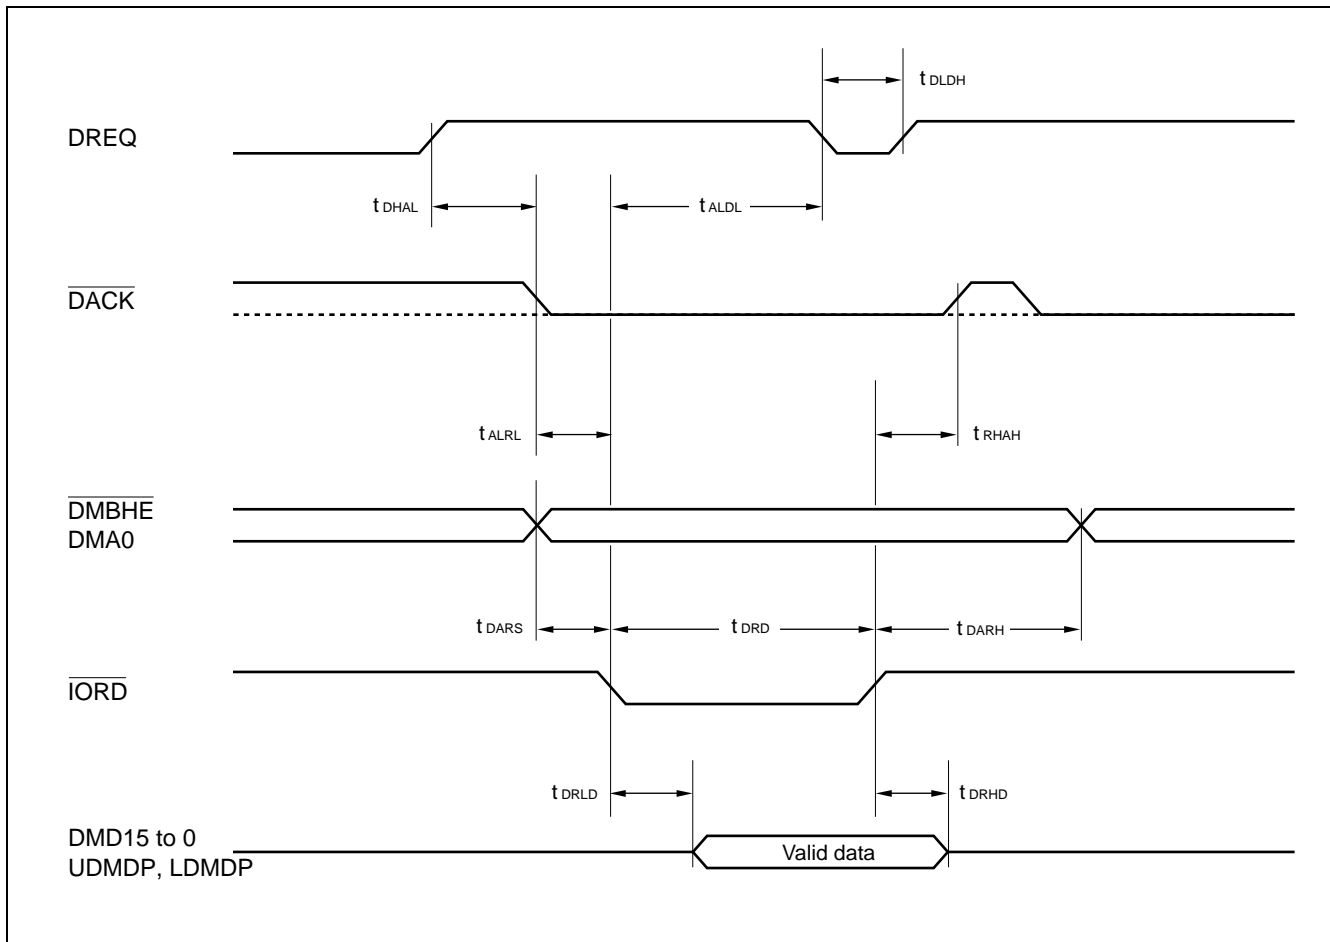 t DLDH
DREQ
t DHAL
t ALDL
DACK
t ALRL
t RHAH
DMBHE
DMA0
t DARS
t DRD
t DARH
IORD
t DRLD
t DRHD
DMD15 to 0
Valid data
UDMDP, LDMDP